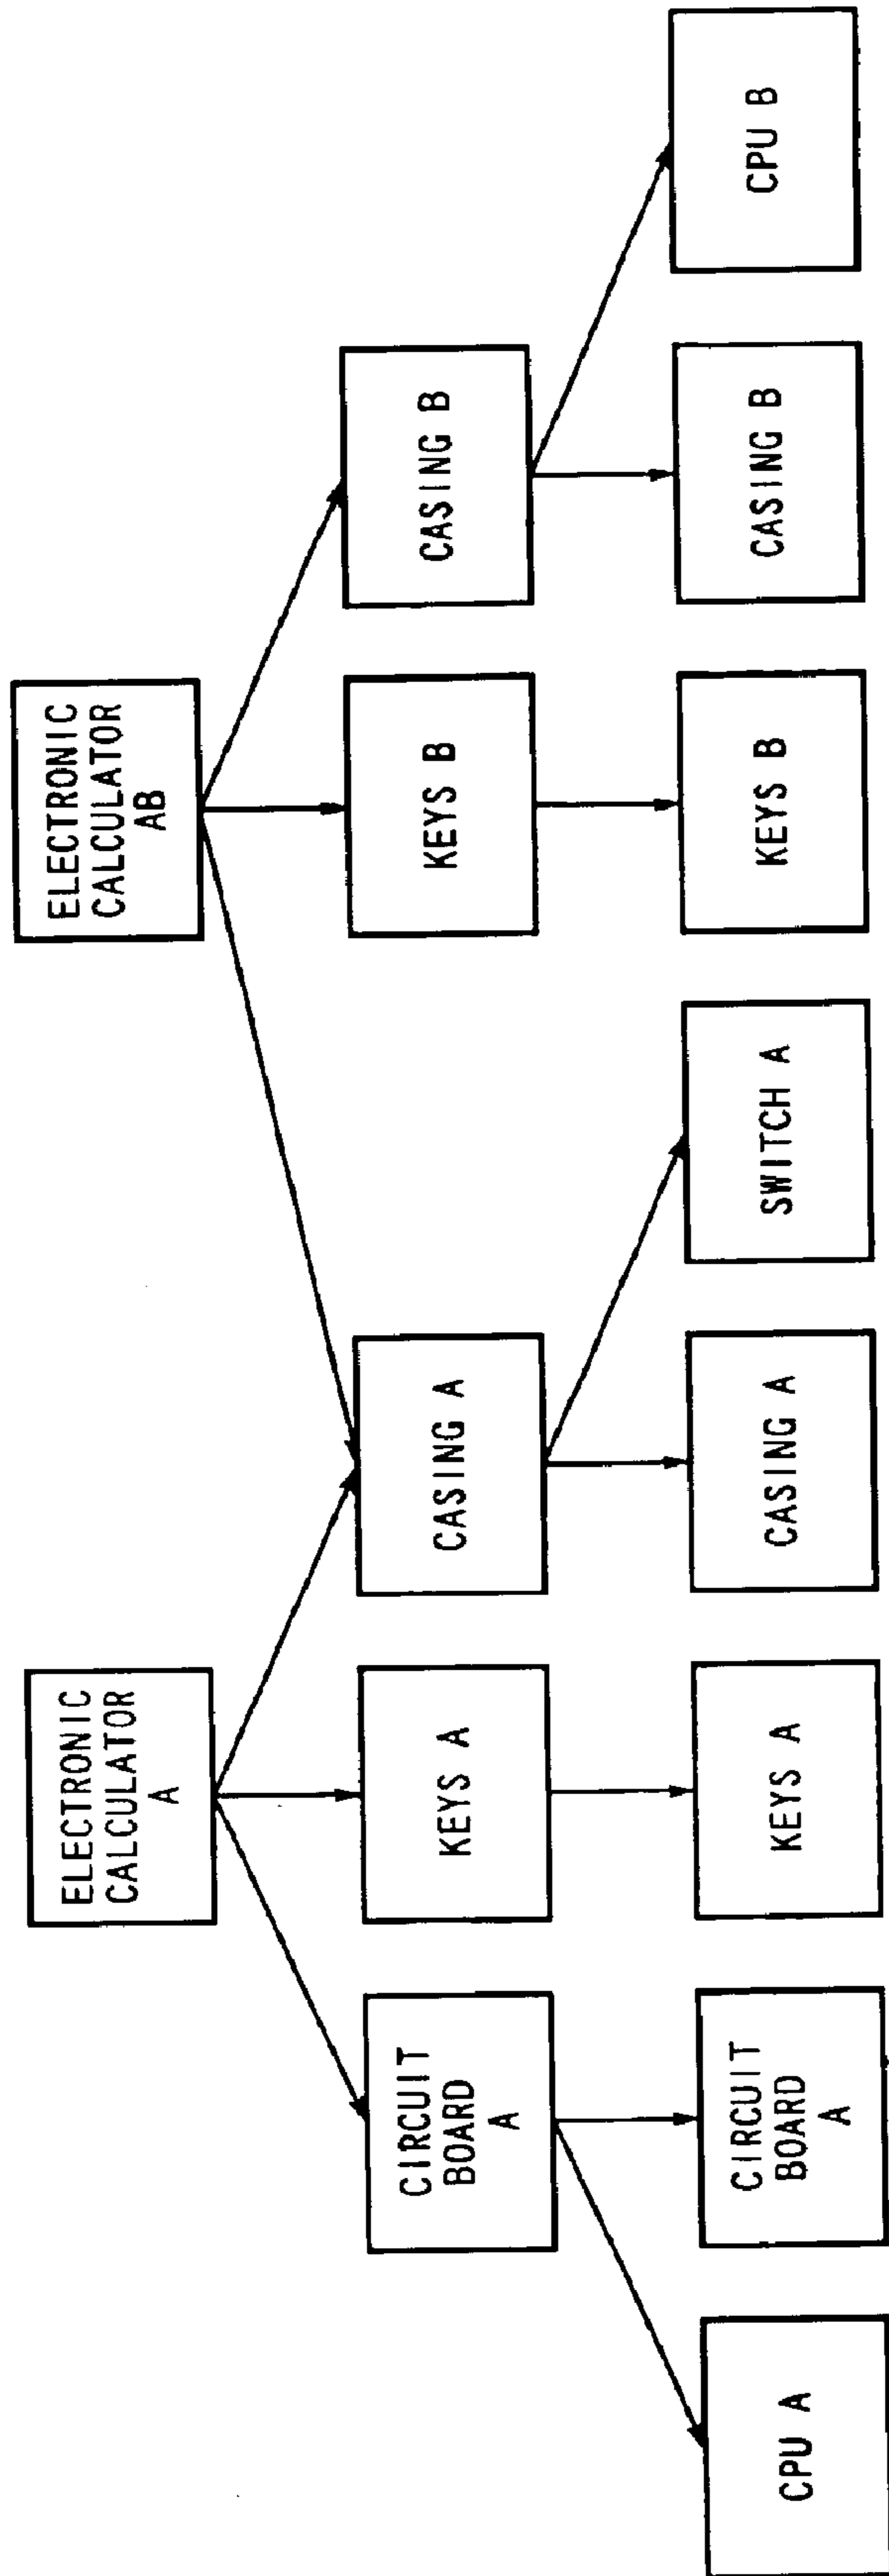 ELECTRONIC
CALCULATOR
A
ELECTRONIC
CALCULATOR
AB
CIRCUIT
BOARD
A
KEYS A
CASING A
KEYS B
CASING B
CPU A
CIRCUIT
BOARD
A
KEYS A
CASING A
SWITCH A
KEYS B
CASING B
CPU B